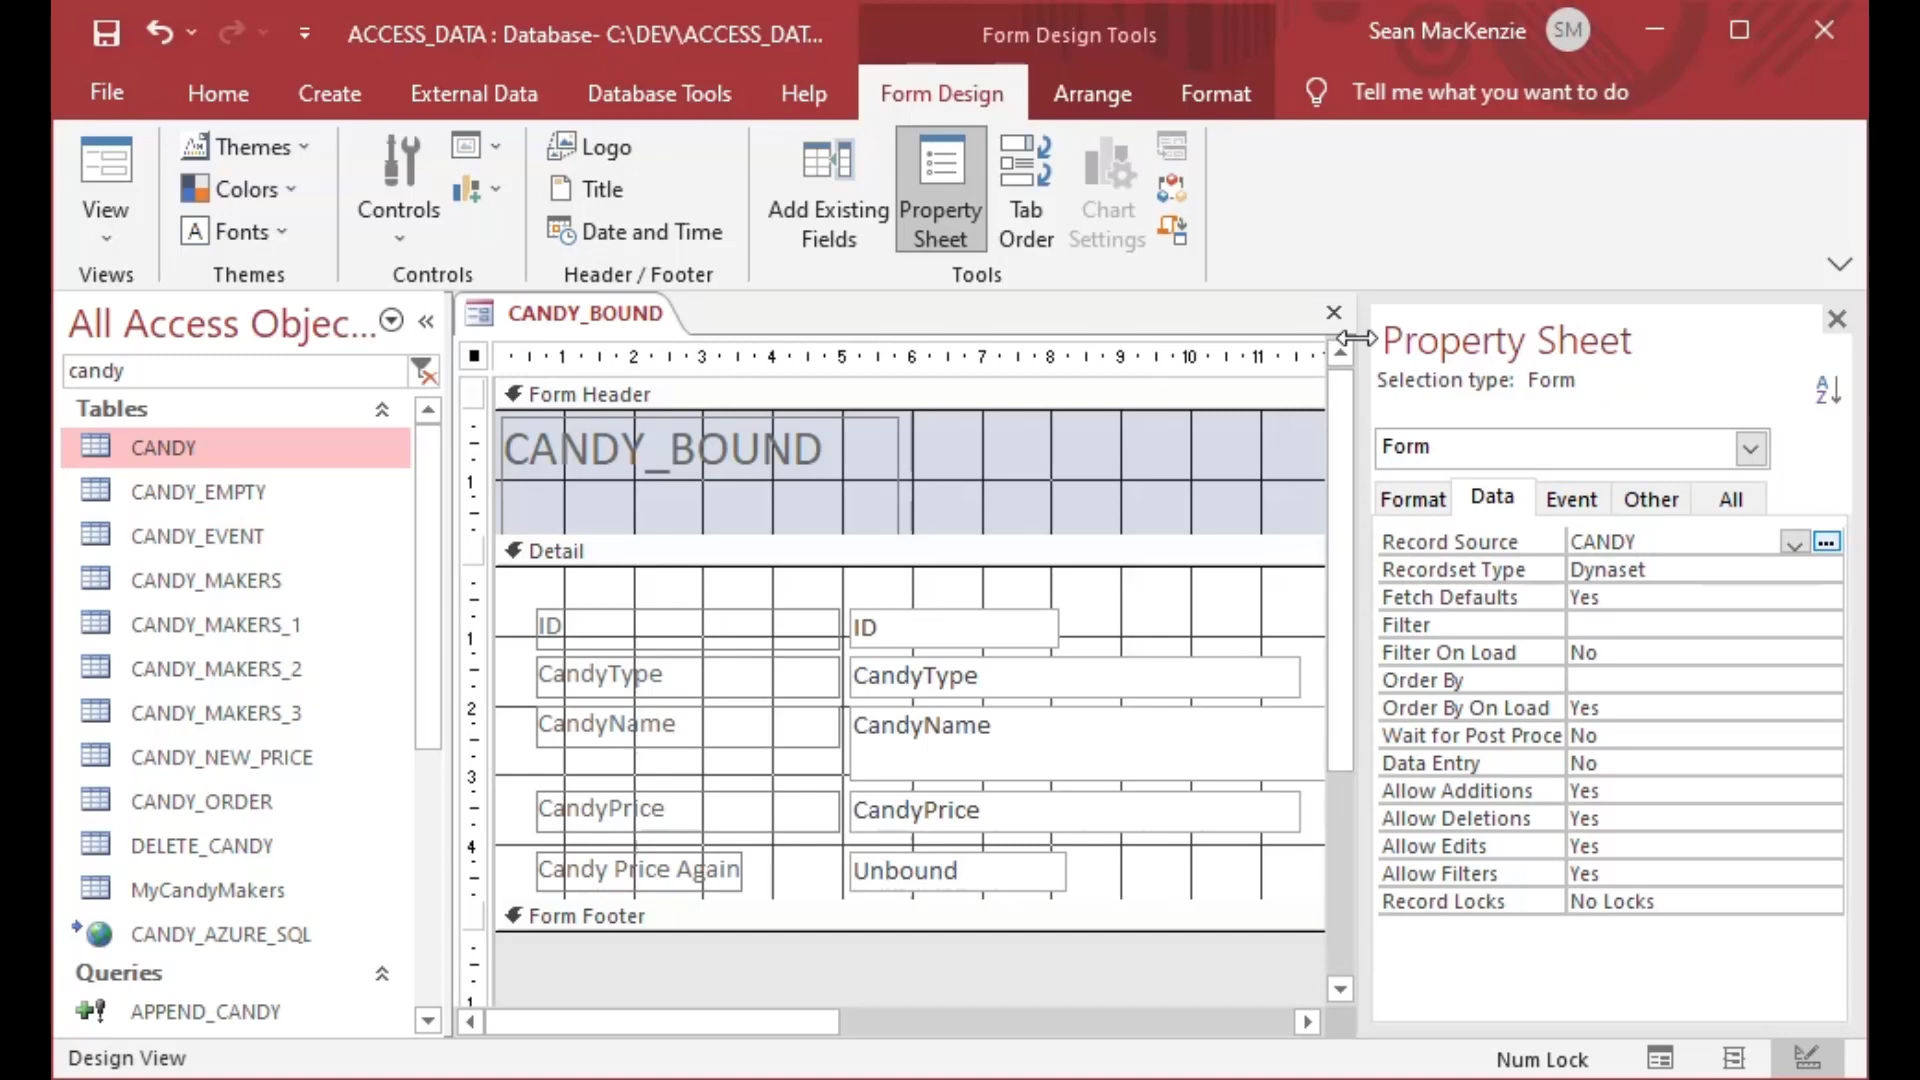 ACCESS_DATA : Database- C:\DEV\ACCESS_DAT...
Form Design Tools
Sean MacKenzie
SM
File
Home
Create
External Data
Database Tools
Help
Form Design
Arrange
Format
Tell me what you want to do
View
Views
Themes
Colors
A Fonts
Themes
Controls
Controls
Logo
Title
Date and Time
Header / Footer
Add Existing
Fields
Property
Sheet
Tab
Order
Chart
Settings
Tools
All Access Objec...
candy
Tables
CANDY
CANDY_EMPTY
CANDY_EVENT
CANDY_MAKERS
CANDY_MAKERS_1
CANDY_MAKERS_2
CANDY_MAKERS_3
CANDY_NEW_PRICE
CANDY_ORDER
DELETE_CANDY
MyCandyMakers
CANDY_AZURE_SQL
Queries
APPEND_CANDY
CANDY_BOUND
1 2 3 4 5 6 7 8 9 10 11
Form Header
CANDY_BOUND
1
Detail
ID
ID
1
CandyType
CandyType
2
CandyName
CandyName
3
CandyPrice
CandyPrice
4
Candy Price Again
Unbound
Form Footer
1
Property Sheet
Selection type: Form
A
Z
Form
Format
Data
Event
Other
All
Record Source CANDY
Recordset Type Dynaset
Fetch Defaults Yes
Filter
Filter On Load No
Order By
Order By On Load Yes
Wait for Post Proce No
Data Entry No
Allow Additions Yes
Allow Deletions Yes
Allow Edits Yes
Allow Filters Yes
Record Locks No Locks
Design View
Num Lock